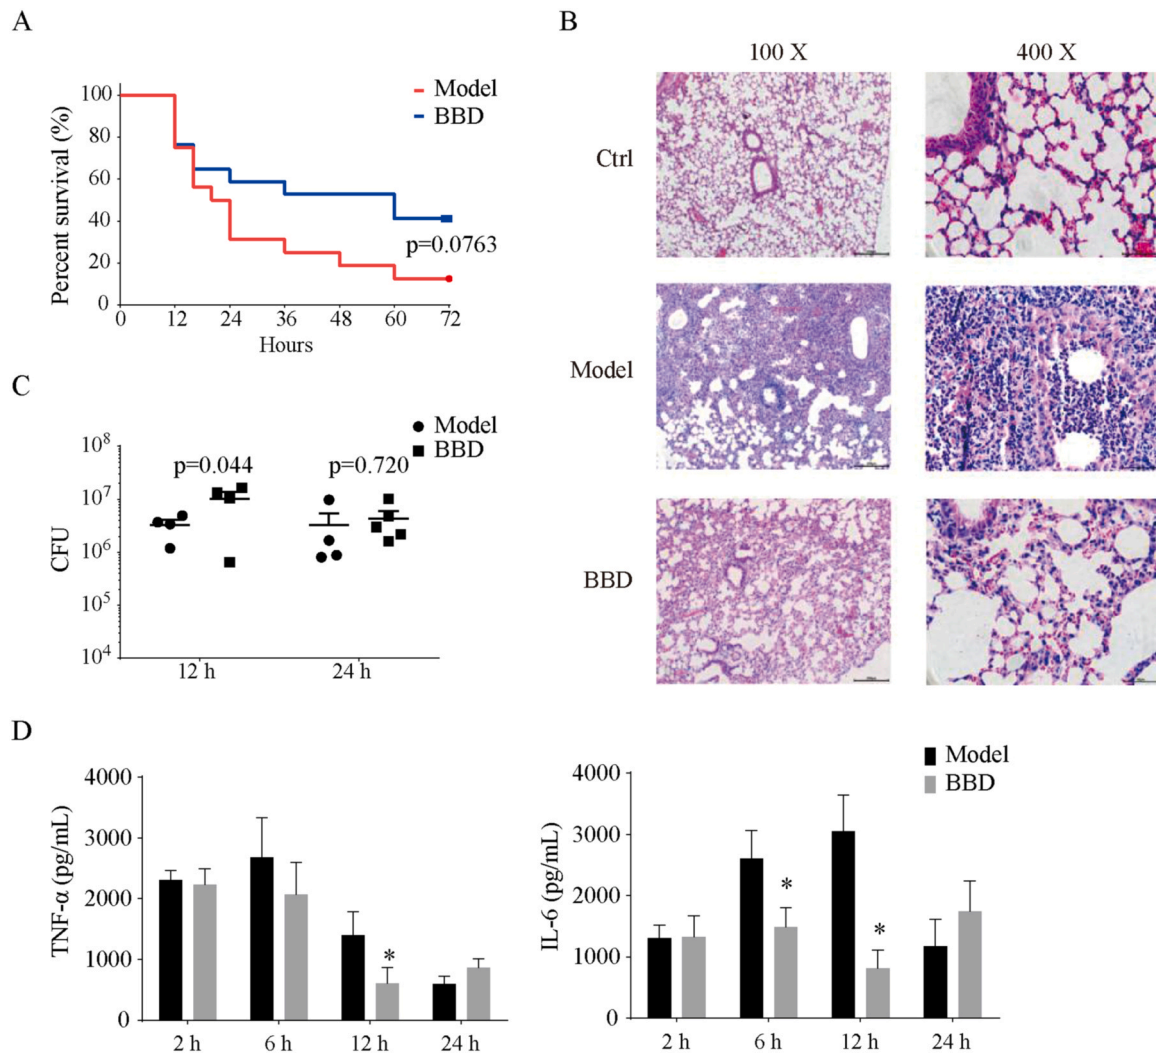 A
Percent survival (%)
100
80
60
40
20
0
0 12 24 36 48 60 72
Hours
Model
BBD
p=0.0763
B
100 X 400 X
Ctrl
Model
BBD
C
CFU
10⁸
10⁷
10⁶
10⁵
10⁴
Model
BBD
p=0.044 p=0.720
12 h 24 h
D
TNF-α (pg/mL)
4000
3000
2000
1000
0
*
2 h 6 h 12 h 24 h
IL-6 (pg/mL)
4000
3000
2000
1000
0
* *
2 h 6 h 12 h 24 h
Model
BBD